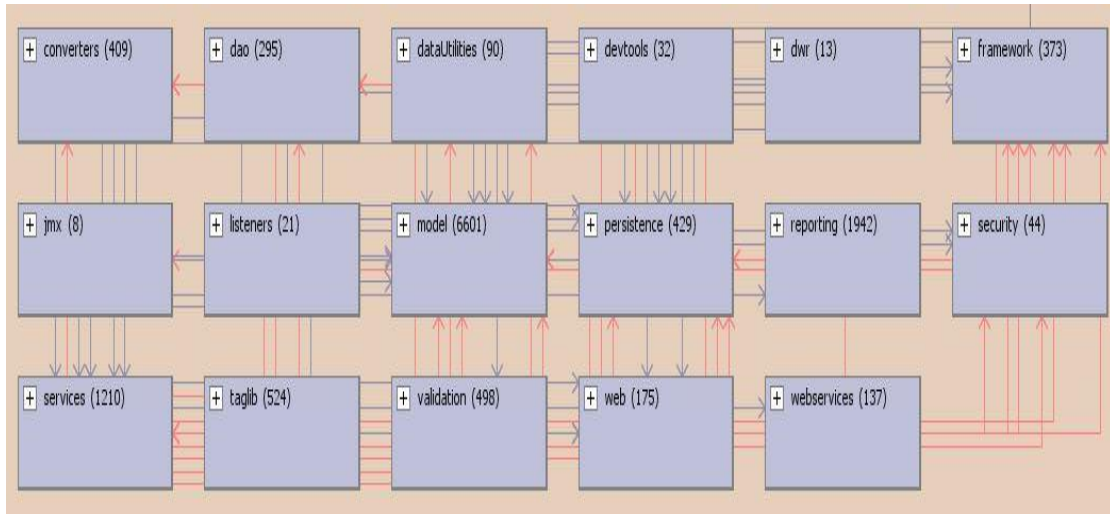 + converters (409)
+ dao (295)
+ dataUtilities (90)
+ devtools (32)
+ dwr (13)
+ framework (373)
+ jmx (8)
+ listeners (21)
+ model (6601)
+ persistence (429)
+ reporting (1942)
+ security (44)
+ services (1210)
+ taglib (524)
+ validation (498)
+ web (175)
+ webservices (137)